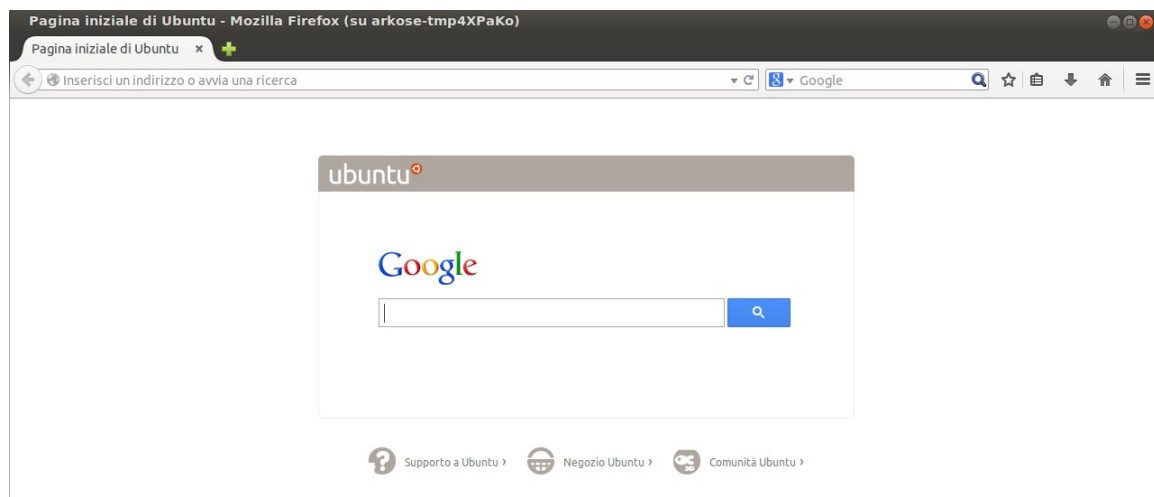 Pagina iniziale di Ubuntu - Mozilla Firefox (su arkose-tmp4XPaKo)
Pagina iniziale di Ubuntu
Inserisci un indirizzo o avvia una ricerca
8 Google
ubuntu
Google
Supporto a Ubuntu › Negozio Ubuntu › Comunità Ubuntu ›